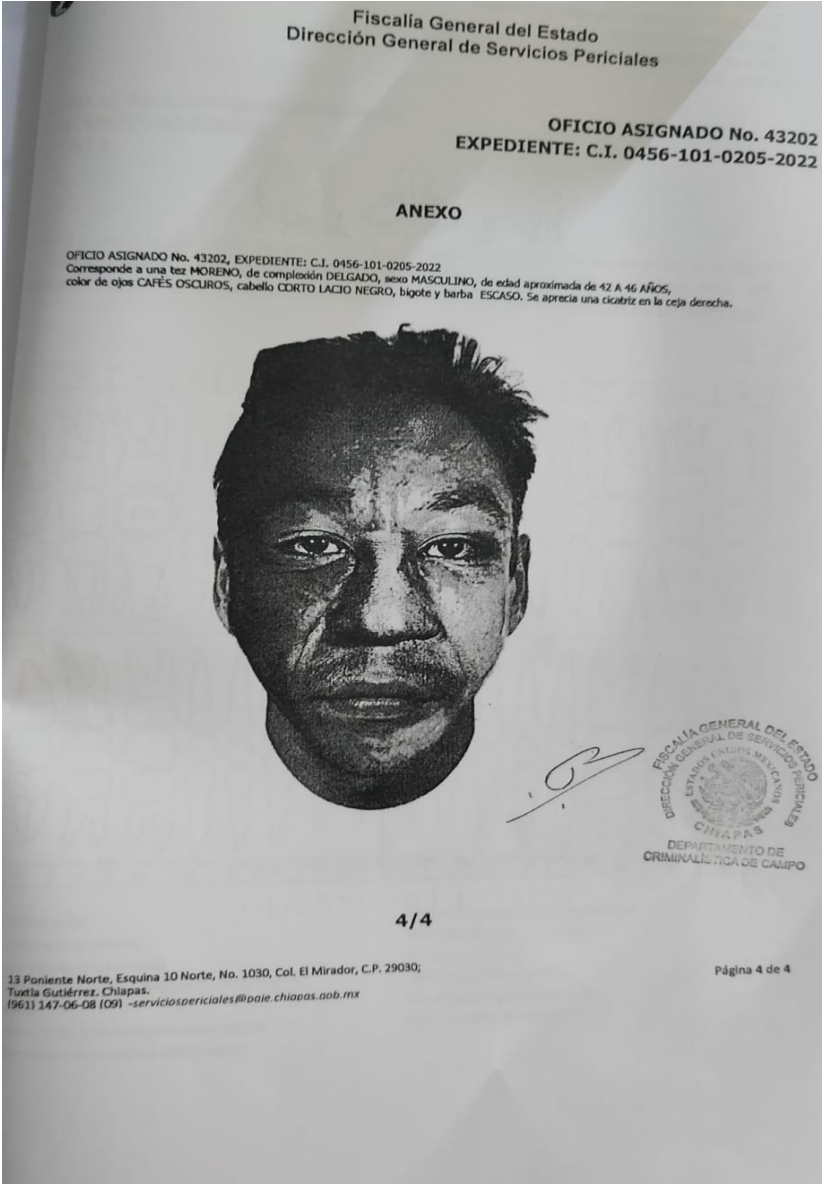 Fiscalía General del Estado
Dirección General de Servicios Periciales
OFICIO ASIGNADO No. 43202
EXPEDIENTE: C.I. 0456-101-0205-2022
ANEXO
OFICIO ASIGNADO No. 43202, EXPEDIENTE: C.I. 0456-101-0205-2022
Corresponde a una tez MORENO, de complexión DELGADO, sexo MASCULINO, de edad aproximada de 42 A 46 AÑOS,
color de ojos CAFÉS OSCUROS, cabello CORTO LACIO NEGRO, bigote y barba ESCASO. Se aprecia una cicatriz en la ceja derecha.
FISCALÍA GENERAL DEL ESTADO
DIRECCIÓN GENERAL DE SERVICIOS PERICIALES
ESTADOS UNIDOS MEXICANOS
CHIAPAS
DEPARTAMENTO DE
CRIMINALÍSTICA DE CAMPO
4/4
13 Poniente Norte, Esquina 10 Norte, No. 1030, Col. El Mirador, C.P. 29030;
Tuxtla Gutiérrez. Chiapas.
(961) 147-06-08 (09) -serviciospericiales@pgje.chiapas.gob.mx
Página 4 de 4